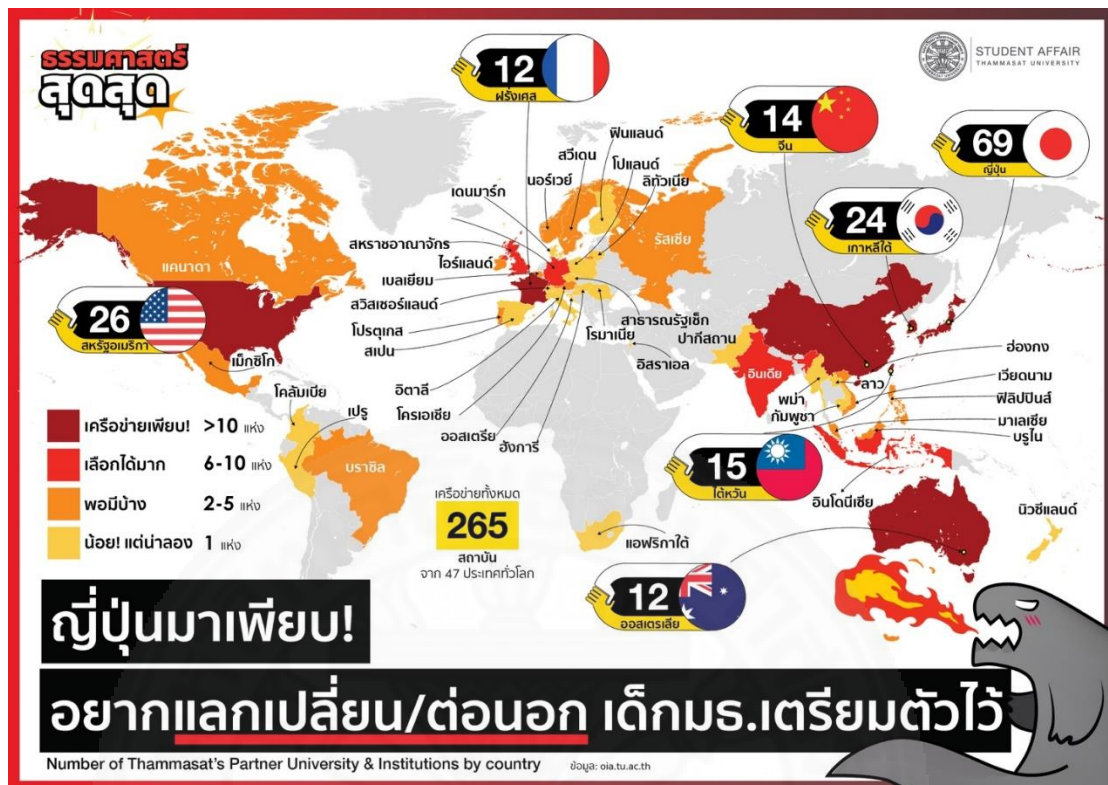 ธรรมศาสตร์
สุดสุด
STUDENT AFFAIR
THAMMASAT UNIVERSITY
12
ฝรั่งเศส
14
จีน
69
ญี่ปุ่น
24
เกาหลีใต้
ฟินแลนด์
สวีเดน
โปแลนด์
นอร์เวย์
ลิทัวเนีย
เดนมาร์ก
รัสเซีย
สหราชอาณาจักร
ไอร์แลนด์
แคนาดา
เบลเยียม
สวิสเซอร์แลนด์
26
สหรัฐอเมริกา
โปรตุเกส
สเปน
สาธารณรัฐเช็ก
โรมาเนีย
ปากีสถาน
อิสราเอล
ฮ่องกง
เม็กซิโก
อินเดีย
ลาว
เวียดนาม
โคลัมเบีย
อิตาลี
พม่า
ฟิลิปปินส์
เปรู
โครเอเชีย
กัมพูชา
มาเลเซีย
ออสเตรีย
บรูไน
ฮังการี
เครือข่ายเพียบ! >10 แห่ง
เลือกได้มาก 6-10 แห่ง
พอมีบ้าง 2-5 แห่ง
น้อย! แต่น่าลอง 1 แห่ง
บราซิล
15
ไต้หวัน
อินโดนีเซีย
นิวซีแลนด์
เครือข่ายทั้งหมด
265
สถาบัน
จาก 47 ประเทศทั่วโลก
แอฟริกาใต้
12
ออสเตรเลีย
ญี่ปุ่นมาเพียบ!
อยากแลกเปลี่ยน/ต่อนอก เด็กมธ.เตรียมตัวไว้
Number of Thammasat's Partner University & Institutions by country
ข้อมูล: oia.tu.ac.th